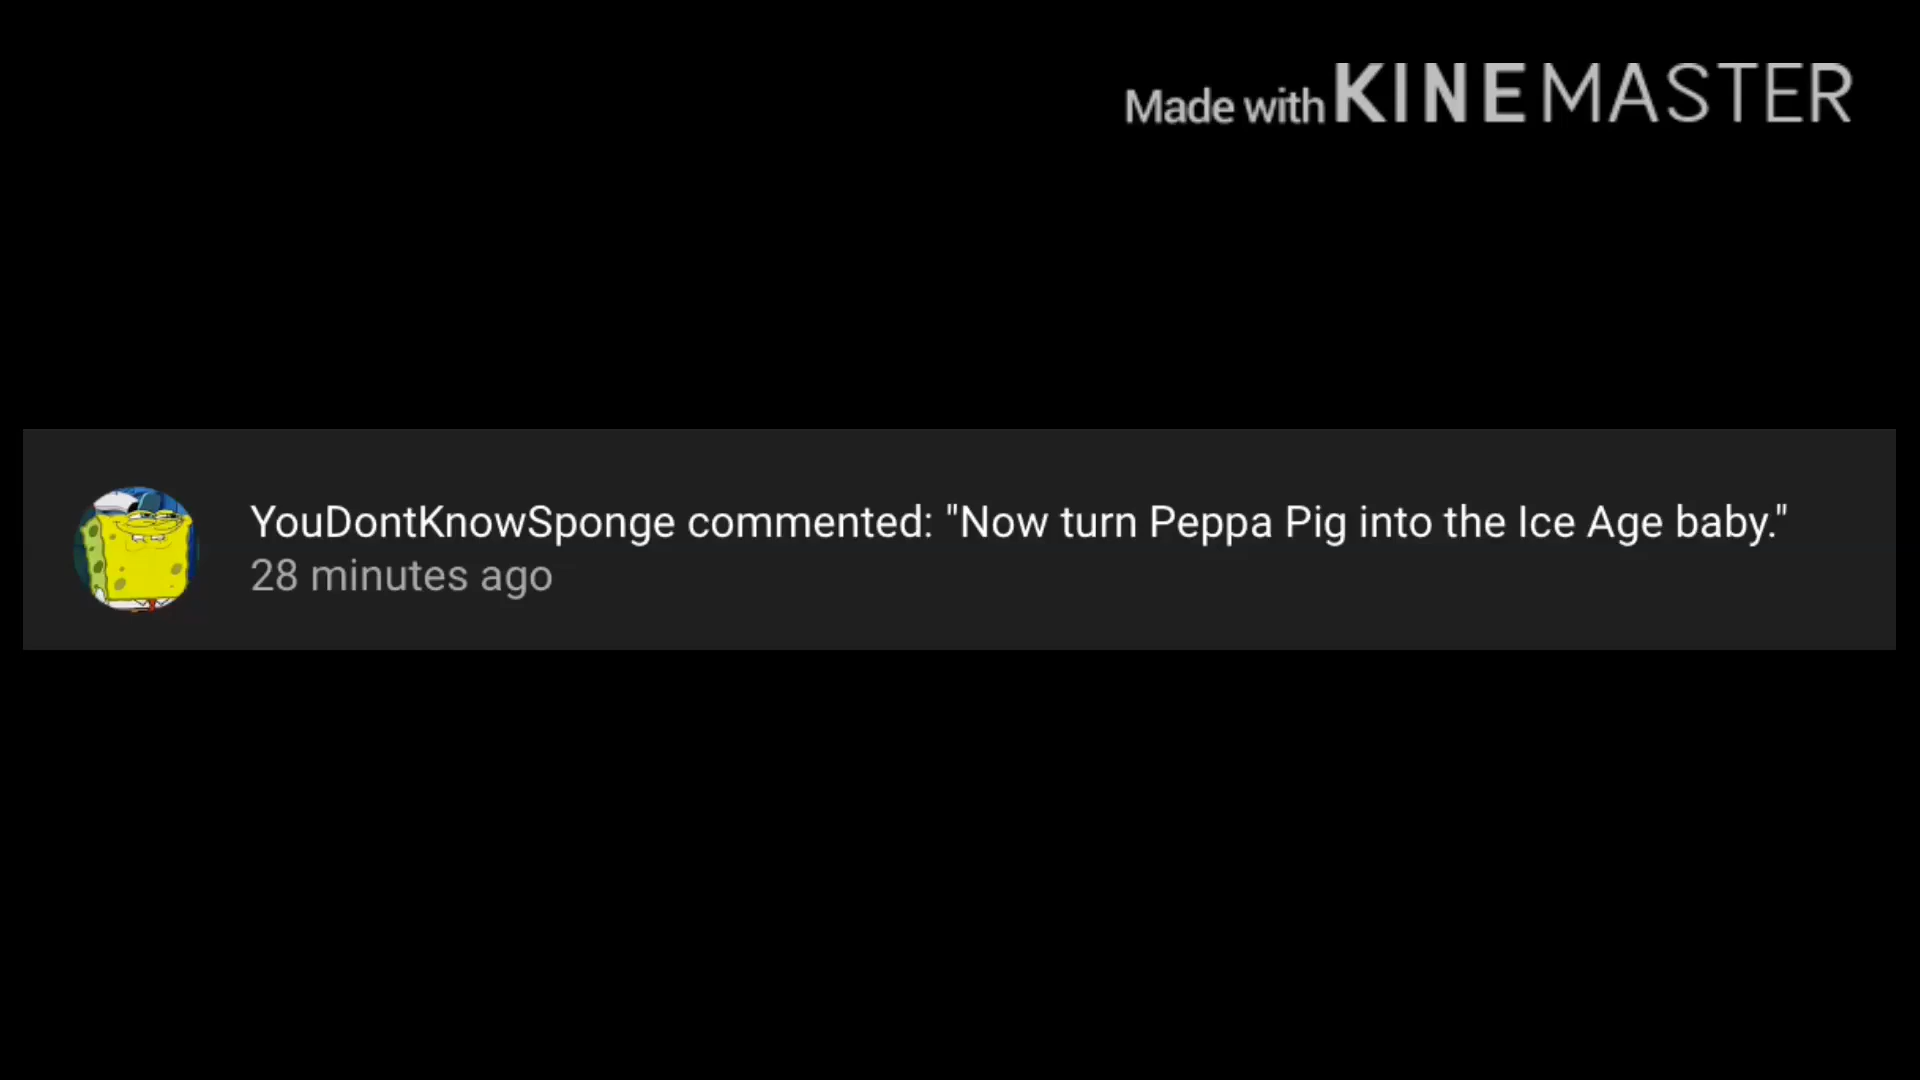 Made with KINEMASTER
YouDontKnowSponge commented: "Now turn Peppa Pig into the Ice Age baby."
28 minutes ago